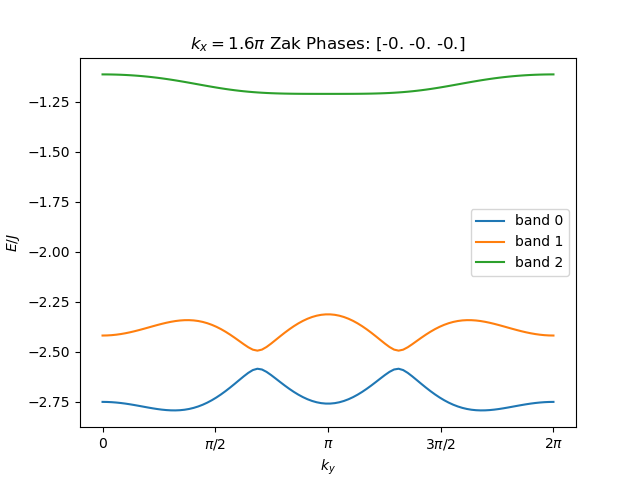 k_x = 1.6π Zak Phases: [-0. -0. -0.]
E/J
−1.25
−1.50
−1.75
−2.00
−2.25
−2.50
−2.75
band 0
band 1
band 2
0
π/2
π
3π/2
2π
k_y